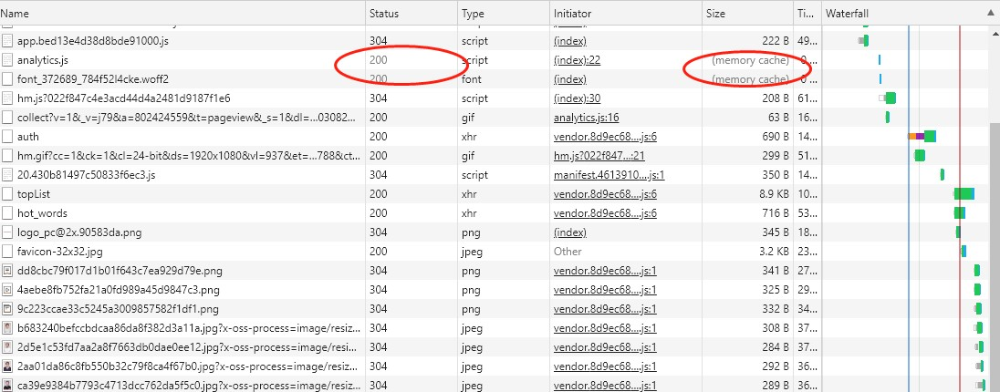 Name Status Type Initiator Size Ti... Waterfall
app.bed13e4d38d8bde91000.js 304 script (index) 222 B 49...
analytics.js 200 script (index):22 (memory cache) 0
font_372689_784f52l4cke.woff2 200 font (index) (memory cache) 0
hm.js?022f847c4e3acd44d4a2481d9187f1e6 304 script (index):30 208 B 61...
collect?v=1&_v=j79&a=802424559&t=pageview&_s=1&dl=...03082... 200 gif analytics.js:16 63 B 16...
auth 200 xhr vendor.8d9ec68....js:6 690 B 14...
hm.gif?cc=1&ck=1&cl=24-bit&ds=1920x1080&vl=937&et=...788&ct... 200 gif hm.js?022f847...:21 299 B 51...
20.430b81497c50833f6ec3.js 304 script manifest.4613910....js:1 350 B 14...
topList 200 xhr vendor.8d9ec68....js:6 8.9 KB 10...
hot_words 200 xhr vendor.8d9ec68....js:6 716 B 53...
logo_pc@2x.90583da.png 304 png (index) 345 B 18...
favicon-32x32.jpg 200 jpeg Other 3.2 KB 23...
dd8cbc79f017d1b01f643c7ea929d79e.png 304 png vendor.8d9ec68....js:1 341 B 27...
4aebe8fb752fa21a0fd989a45d9847c3.png 304 png vendor.8d9ec68....js:1 325 B 29...
9c223ccae33c5245a3009857582f1df1.png 304 png vendor.8d9ec68....js:1 332 B 34...
b683240befccbdcaa86da8f382d3a11a.jpg?x-oss-process=image/resiz... 304 jpeg vendor.8d9ec68....js:1 308 B 37...
2d5e1c53fd7aa2a8f7663db0dae0ee12.jpg?x-oss-process=image/resi... 304 jpeg vendor.8d9ec68....js:1 284 B 37...
2aa01da86c8fb550b32c79f8ca4f67b0.jpg?x-oss-process=image/resiz... 304 jpeg vendor.8d9ec68....js:1 292 B 36...
ca39e9384b7793c4713dcc762da5f5c0.jpg?x-oss-process=image/resiz... 304 jpeg vendor.8d9ec68....js:1 289 B 36...